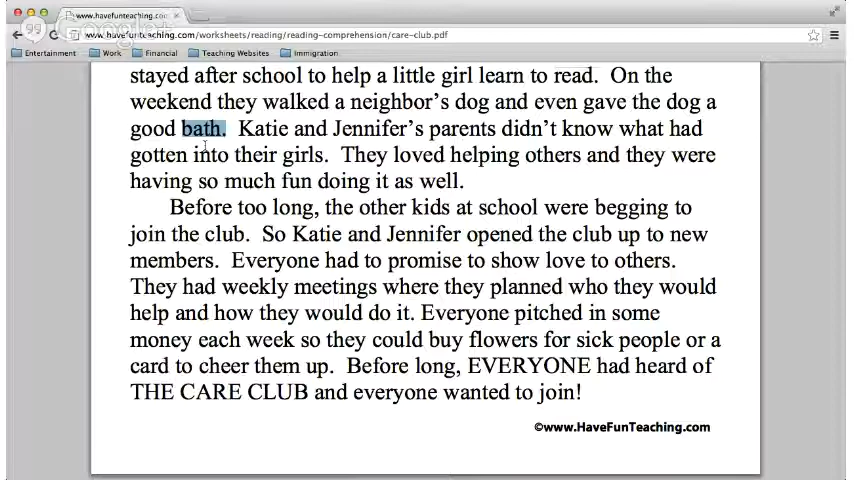 www.havefunteaching.com
Google+
www.havefunteaching.com/worksheets/reading/reading-comprehension/care-club.pdf
Entertainment Work Financial Teaching Websites Immigration
stayed after school to help a little girl learn to read. On the
weekend they walked a neighbor's dog and even gave the dog a
good bath. Katie and Jennifer's parents didn't know what had
gotten into their girls. They loved helping others and they were
having so much fun doing it as well.
Before too long, the other kids at school were begging to
join the club. So Katie and Jennifer opened the club up to new
members. Everyone had to promise to show love to others.
They had weekly meetings where they planned who they would
help and how they would do it. Everyone pitched in some
money each week so they could buy flowers for sick people or a
card to cheer them up. Before long, EVERYONE had heard of
THE CARE CLUB and everyone wanted to join!
©www.HaveFunTeaching.com